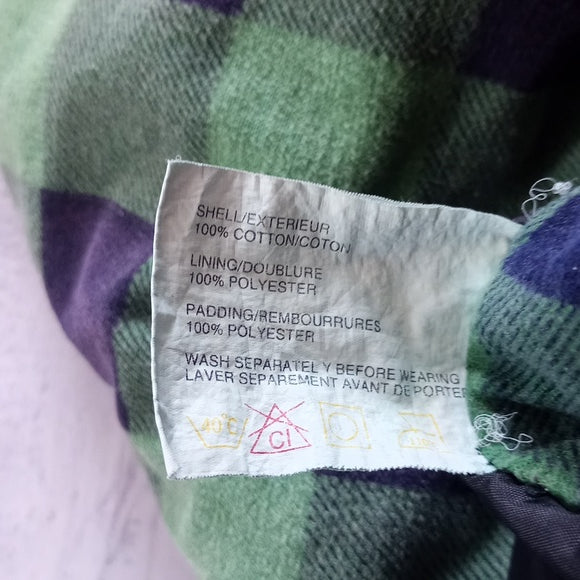 SHELL/EXTERIEUR
100% COTTON/COTON
LINING/DOUBLURE
100% POLYESTER
PADDING/REMBOURRURES
100% POLYESTER
WASH SEPARATELY BEFORE WEARING
LAVER SEPAREMENT AVANT DE PORTER
40°C CI